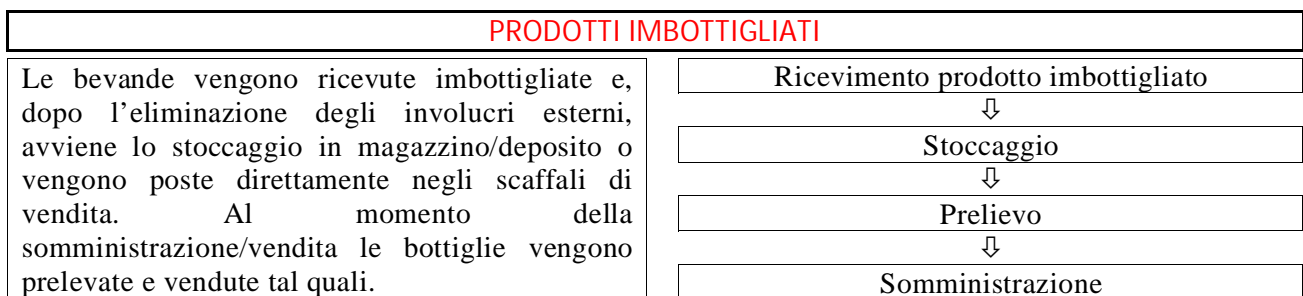 PRODOTTI IMBOTTIGLIATI
Le bevande vengono ricevute imbottigliate e,
dopo l’eliminazione degli involucri esterni,
avviene lo stoccaggio in magazzino/deposito o
vengono poste direttamente negli scaffali di
vendita. Al momento della
somministrazione/vendita le bottiglie vengono
prelevate e vendute tal quali.
Ricevimento prodotto imbottigliato
⇩
Stoccaggio
⇩
Prelievo
⇩
Somministrazione